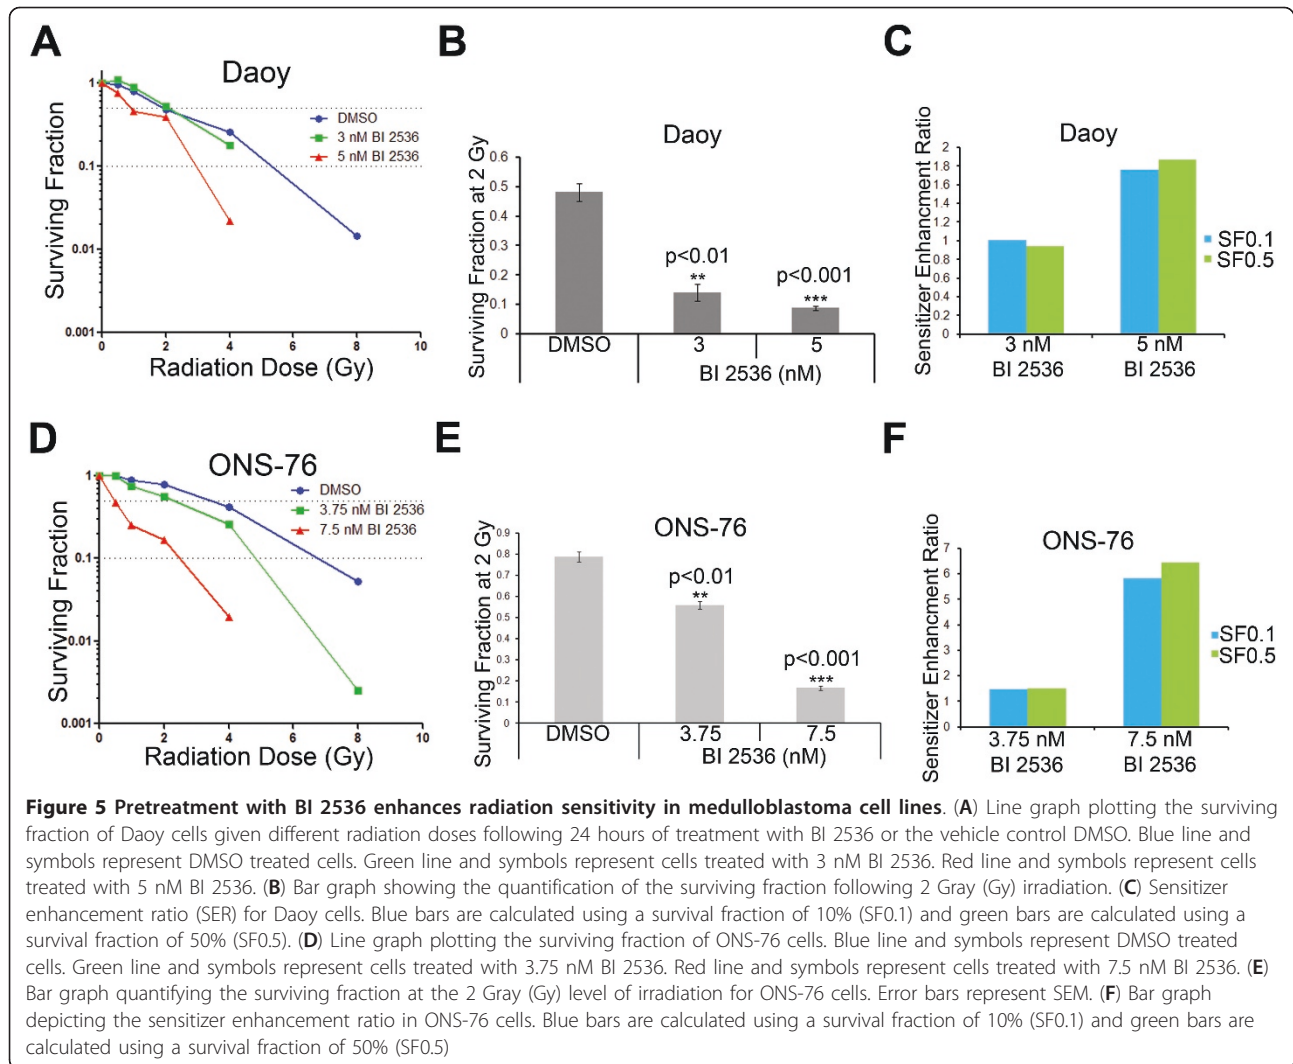 A
Daoy
Surviving Fraction
1
0.1
0.01
0.001
DMSO
3 nM BI 2536
5 nM BI 2536
0 2 4 6 8 10
Radiation Dose (Gy)
B
Daoy
Surviving Fraction at 2 Gy
0.6
0.5
0.4
0.3
0.2
0.1
0
p<0.01
**
p<0.001
***
DMSO 3 5
BI 2536 (nM)
C
Daoy
Sensitizer Enhancment Ratio
2
1.8
1.6
1.4
1.2
1
0.8
0.6
0.4
0.2
0
SF0.1
SF0.5
3 nM 5 nM
BI 2536 BI 2536
D
ONS-76
Surviving Fraction
1
0.1
0.01
0.001
DMSO
3.75 nM BI 2536
7.5 nM BI 2536
0 2 4 6 8 10
Radiation Dose (Gy)
E
ONS-76
Surviving Fraction at 2 Gy
0.9
0.8
0.7
0.6
0.5
0.4
0.3
0.2
0.1
0
p<0.01
**
p<0.001
***
DMSO 3.75 7.5
BI 2536 (nM)
F
ONS-76
Sensitizer Enhancment Ratio
7
6
5
4
3
2
1
0
SF0.1
SF0.5
3.75 nM 7.5 nM
BI 2536 BI 2536
Figure 5 Pretreatment with BI 2536 enhances radiation sensitivity in medulloblastoma cell lines. (A) Line graph plotting the surviving
fraction of Daoy cells given different radiation doses following 24 hours of treatment with BI 2536 or the vehicle control DMSO. Blue line and
symbols represent DMSO treated cells. Green line and symbols represent cells treated with 3 nM BI 2536. Red line and symbols represent cells
treated with 5 nM BI 2536. (B) Bar graph showing the quantification of the surviving fraction following 2 Gray (Gy) irradiation. (C) Sensitizer
enhancement ratio (SER) for Daoy cells. Blue bars are calculated using a survival fraction of 10% (SF0.1) and green bars are calculated using a
survival fraction of 50% (SF0.5). (D) Line graph plotting the surviving fraction of ONS-76 cells. Blue line and symbols represent DMSO treated
cells. Green line and symbols represent cells treated with 3.75 nM BI 2536. Red line and symbols represent cells treated with 7.5 nM BI 2536. (E)
Bar graph quantifying the surviving fraction at the 2 Gray (Gy) level of irradiation for ONS-76 cells. Error bars represent SEM. (F) Bar graph
depicting the sensitizer enhancement ratio in ONS-76 cells. Blue bars are calculated using a survival fraction of 10% (SF0.1) and green bars are
calculated using a survival fraction of 50% (SF0.5)